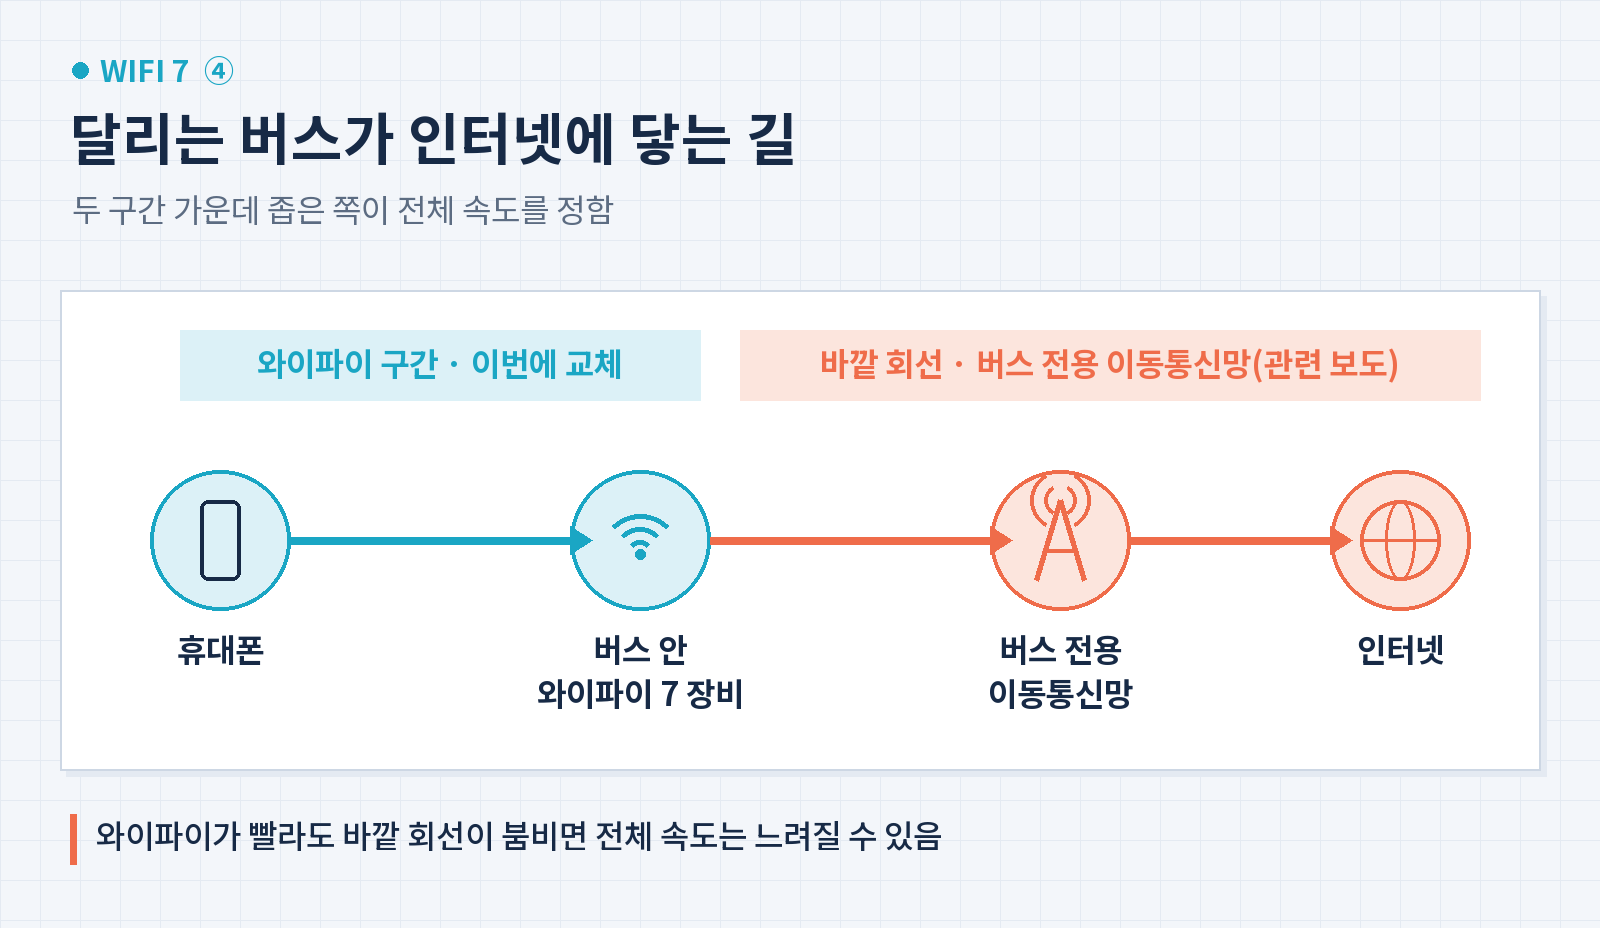 WIFI 7 ④
달리는 버스가 인터넷에 닿는 길
두 구간 가운데 좁은 쪽이 전체 속도를 정함
와이파이 구간 · 이번에 교체
바깥 회선 · 버스 전용 이동통신망(관련 보도)
휴대폰
버스 안
와이파이 7 장비
버스 전용
이동통신망
인터넷
와이파이가 빨라도 바깥 회선이 붐비면 전체 속도는 느려질 수 있음